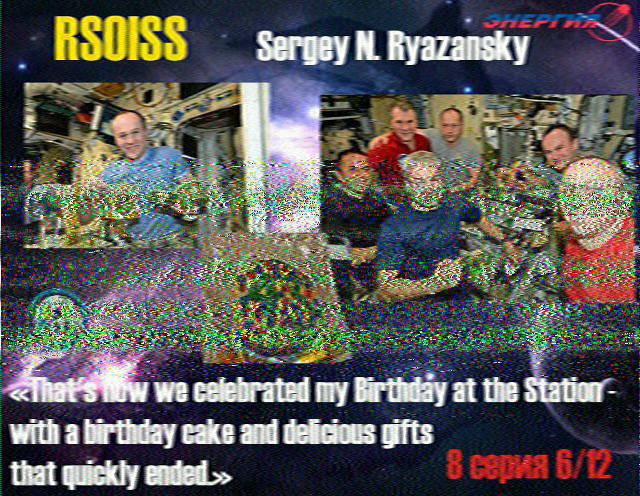 RS0ISS
Sergey N. Ryazansky
ЭНЕРГИЯ
«That's how we celebrated my Birthday at the Station -
with a birthday cake and delicious gifts
that quickly ended.»
8 серия 6/12